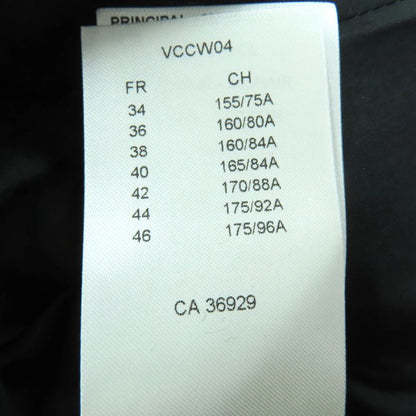 PRINCIPAL
VCCW04
FR CH
34 155/75A
36 160/80A
38 160/84A
40 165/84A
42 170/88A
44 175/92A
46 175/96A
CA 36929